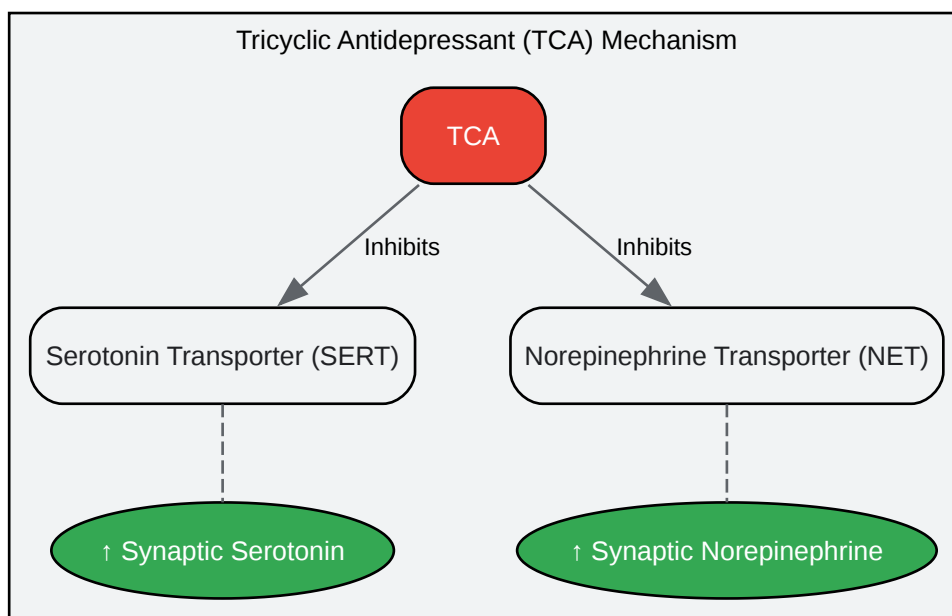 Tricyclic Antidepressant (TCA) Mechanism
TCA
Inhibits
Inhibits
Serotonin Transporter (SERT)
Norepinephrine Transporter (NET)
↑ Synaptic Serotonin
↑ Synaptic Norepinephrine